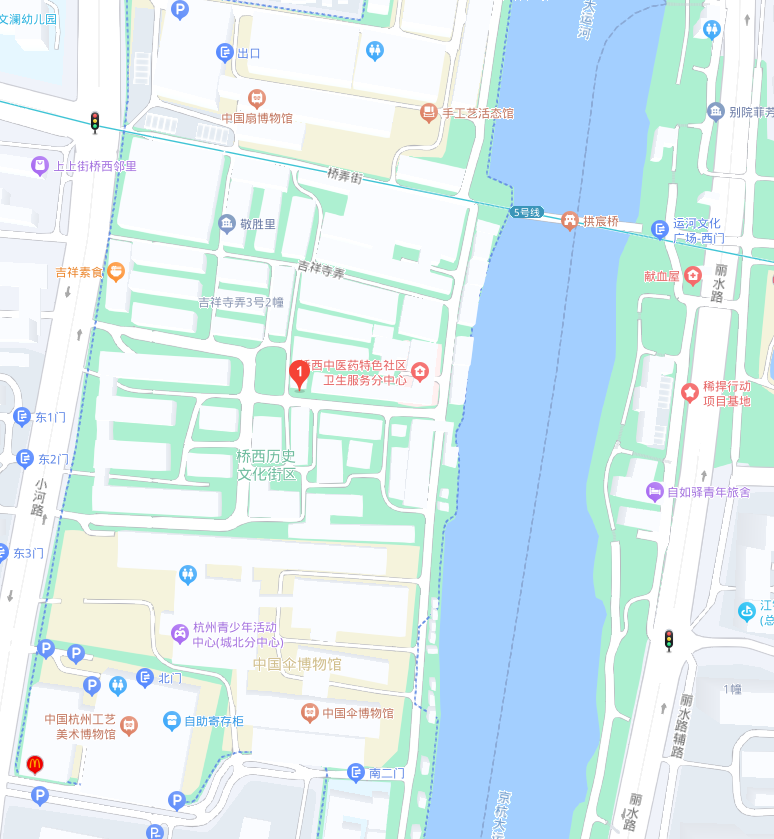 文澜幼儿园
P
大运河
出口
中国扇博物馆
手工艺活态馆
别院菲芳
上上街桥西邻里
桥弄街
5号线
拱宸桥
运河文化
广场-西门
敬胜里
吉祥素食
吉祥寺弄
献血屋
丽水路
吉祥寺弄3号2幢
1
桥西中医药特色社区
卫生服务分中心
稀捍行动
项目基地
东1门
东2门
桥西历史
文化街区
小河路
自如驿青年旅舍
东3门
杭州青少年活动
中心(城北分中心)
中国伞博物馆
P
P
P
北门
1幢
中国杭州工艺
美术博物馆
自助寄存柜
中国伞博物馆
丽水路辅路
南二门
P
P
P
丽水路
京杭大运